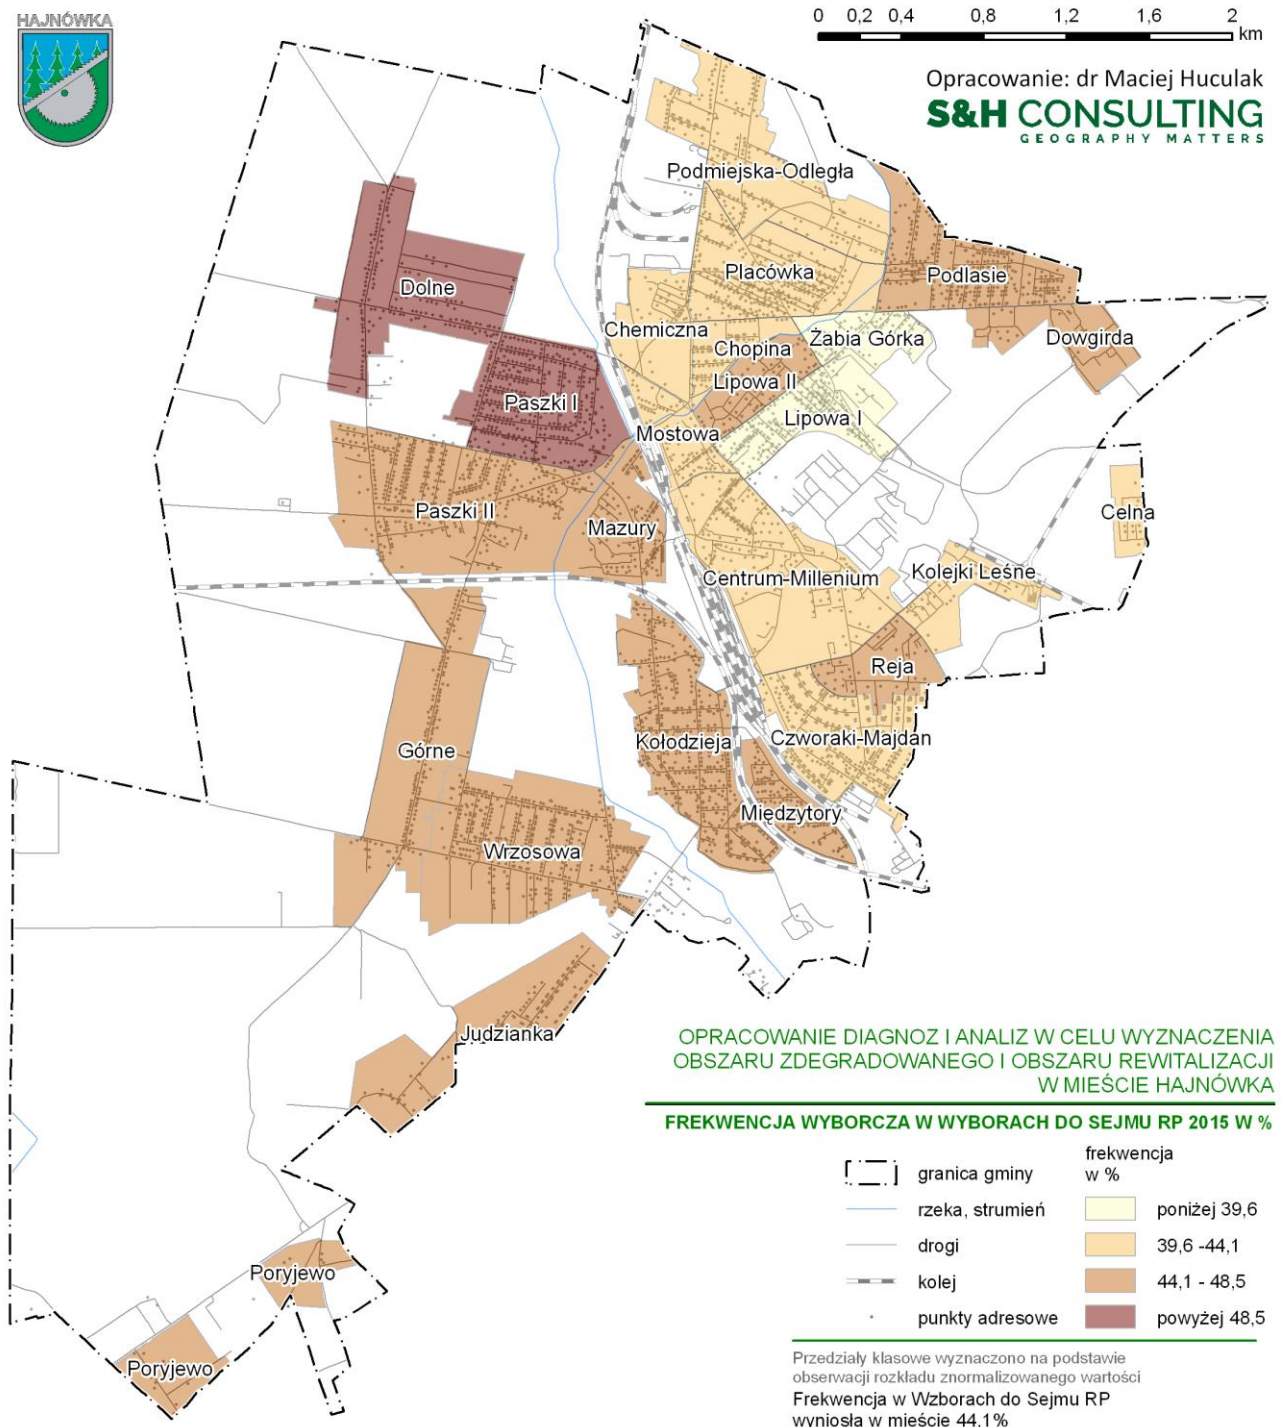 HAJNÓWKA
0 0,2 0,4 0,8 1,2 1,6 2
km
Opracowanie: dr Maciej Huculak
S&H CONSULTING
GEOGRAPHY MATTERS
Podmiejska-Odległa
Placówka
Podlasie
Dolne
Chemiczna
Chopina
Żabia Górka
Dowgirda
Lipowa II
Paszki I
Lipowa I
Mostowa
Paszki II
Mazury
Celna
Centrum-Millenium
Kolejki Leśne
Reja
Górne
Kołodzieja
Czworaki-Majdan
Międzytory
Wrzosowa
Judzianka
Poryjewo
Poryjewo
OPRACOWANIE DIAGNOZ I ANALIZ W CELU WYZNACZENIA
OBSZARU ZDEGRADOWANEGO I OBSZARU REWITALIZACJI
W MIEŚCIE HAJNÓWKA
FREKWENCJA WYBORCZA W WYBORACH DO SEJMU RP 2015 W %
granica gminy
rzeka, strumień
drogi
kolej
punkty adresowe
frekwencja
w %
poniżej 39,6
39,6 -44,1
44,1 - 48,5
powyżej 48,5
Przedziały klasowe wyznaczono na podstawie
obserwacji rozkładu znormalizowanego wartości
Frekwencja w Wzborach do Sejmu RP
wyniosła w mieście 44,1%